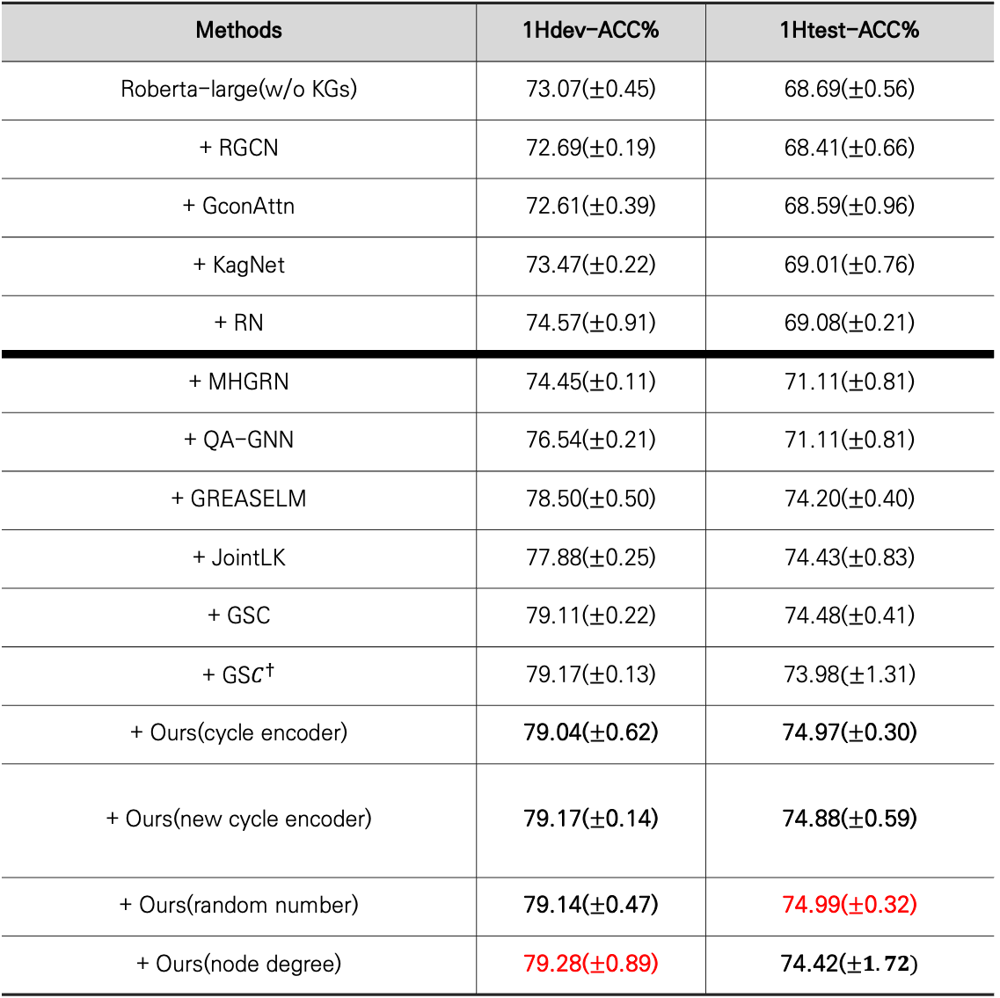 Methods 1Hdev-ACC% 1Htest-ACC%
Roberta-large(w/o KGs) 73.07(±0.45) 68.69(±0.56)
+ RGCN 72.69(±0.19) 68.41(±0.66)
+ GconAttn 72.61(±0.39) 68.59(±0.96)
+ KagNet 73.47(±0.22) 69.01(±0.76)
+ RN 74.57(±0.91) 69.08(±0.21)
+ MHGRN 74.45(±0.11) 71.11(±0.81)
+ QA-GNN 76.54(±0.21) 71.11(±0.81)
+ GREASELM 78.50(±0.50) 74.20(±0.40)
+ JointLK 77.88(±0.25) 74.43(±0.83)
+ GSC 79.11(±0.22) 74.48(±0.41)
+ GSC† 79.17(±0.13) 73.98(±1.31)
+ Ours(cycle encoder) 79.04(±0.62) 74.97(±0.30)
+ Ours(new cycle encoder) 79.17(±0.14) 74.88(±0.59)
+ Ours(random number) 79.14(±0.47) 74.99(±0.32)
+ Ours(node degree) 79.28(±0.89) 74.42(±1.72)